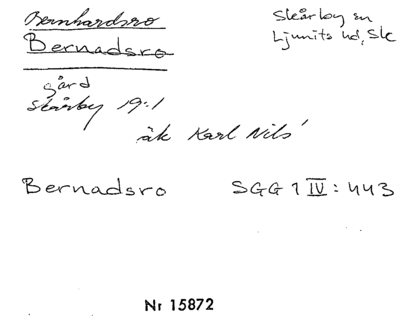 Bernhardsro
Bernadsro
Skårby sn
Ljunits hd, Sk
gård
Skårby 19:1
åk Karl Nils'
Bernadsro SGG 1 IV: 443
Nr 15872